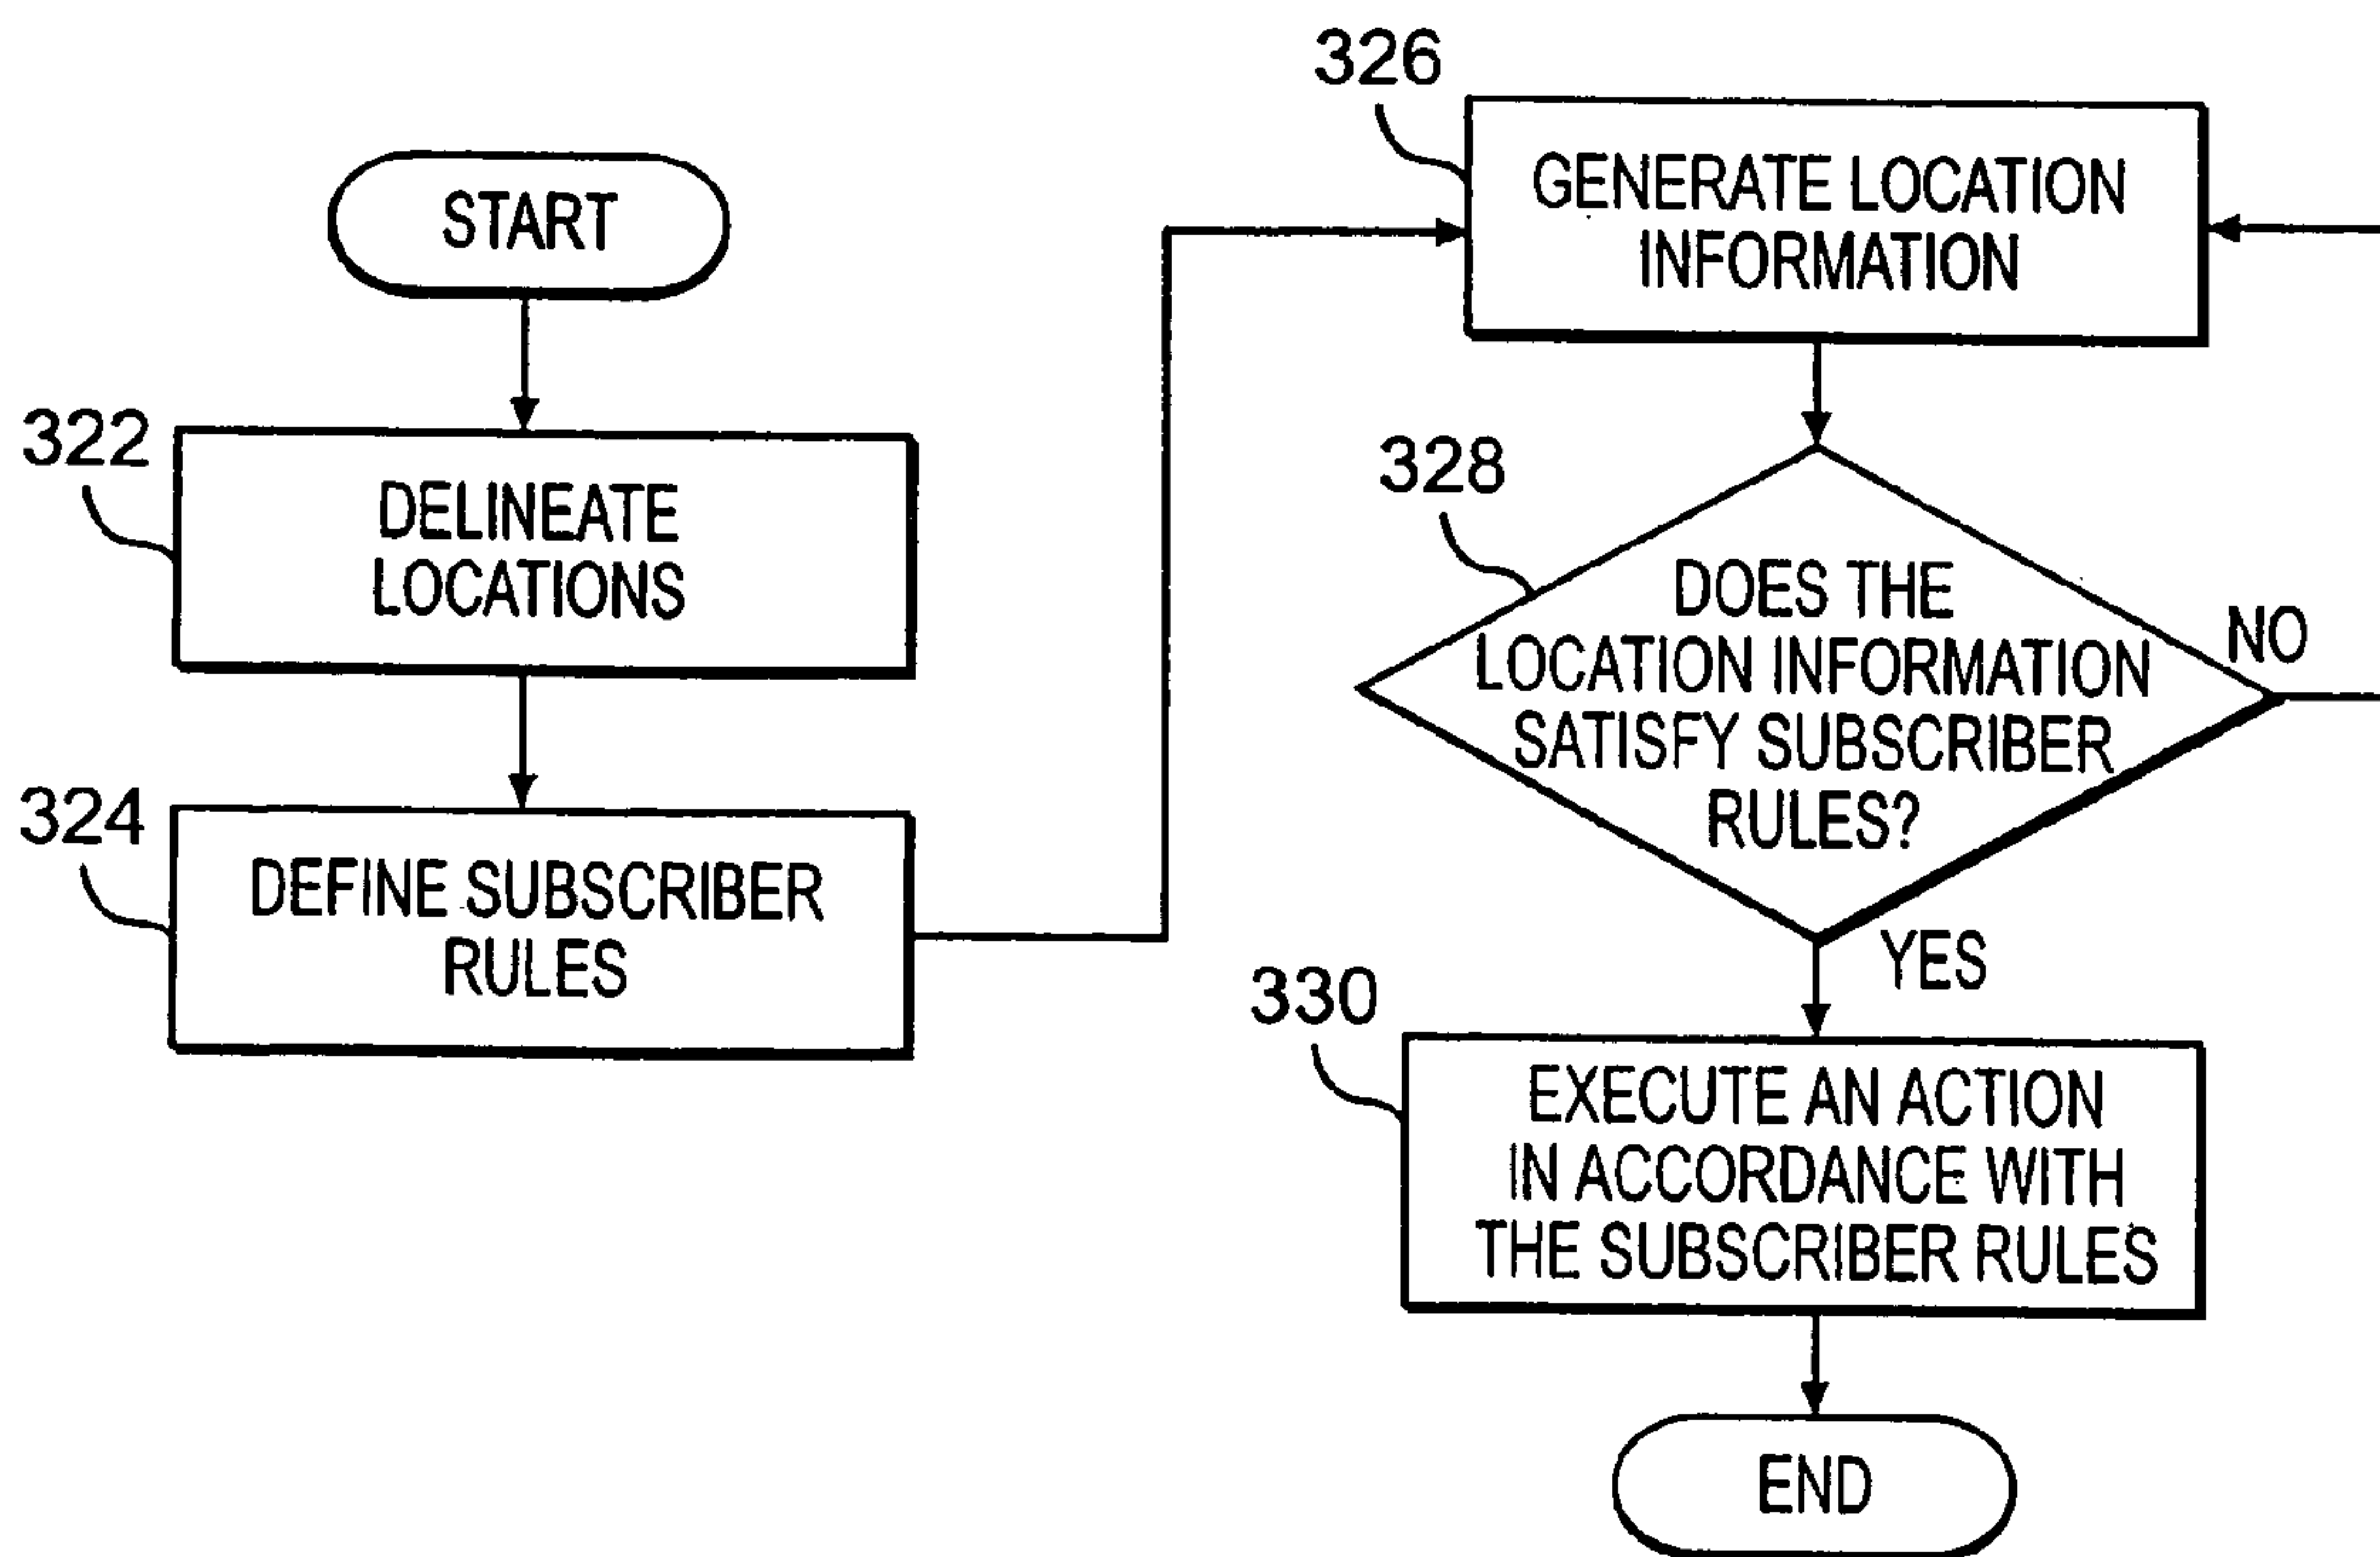 START
322
DELINEATE
LOCATIONS
324
DEFINE SUBSCRIBER
RULES
326
GENERATE LOCATION
INFORMATION
328
DOES THE
LOCATION INFORMATION
SATISFY SUBSCRIBER
RULES?
NO
YES
330
EXECUTE AN ACTION
IN ACCORDANCE WITH
THE SUBSCRIBER RULES
END